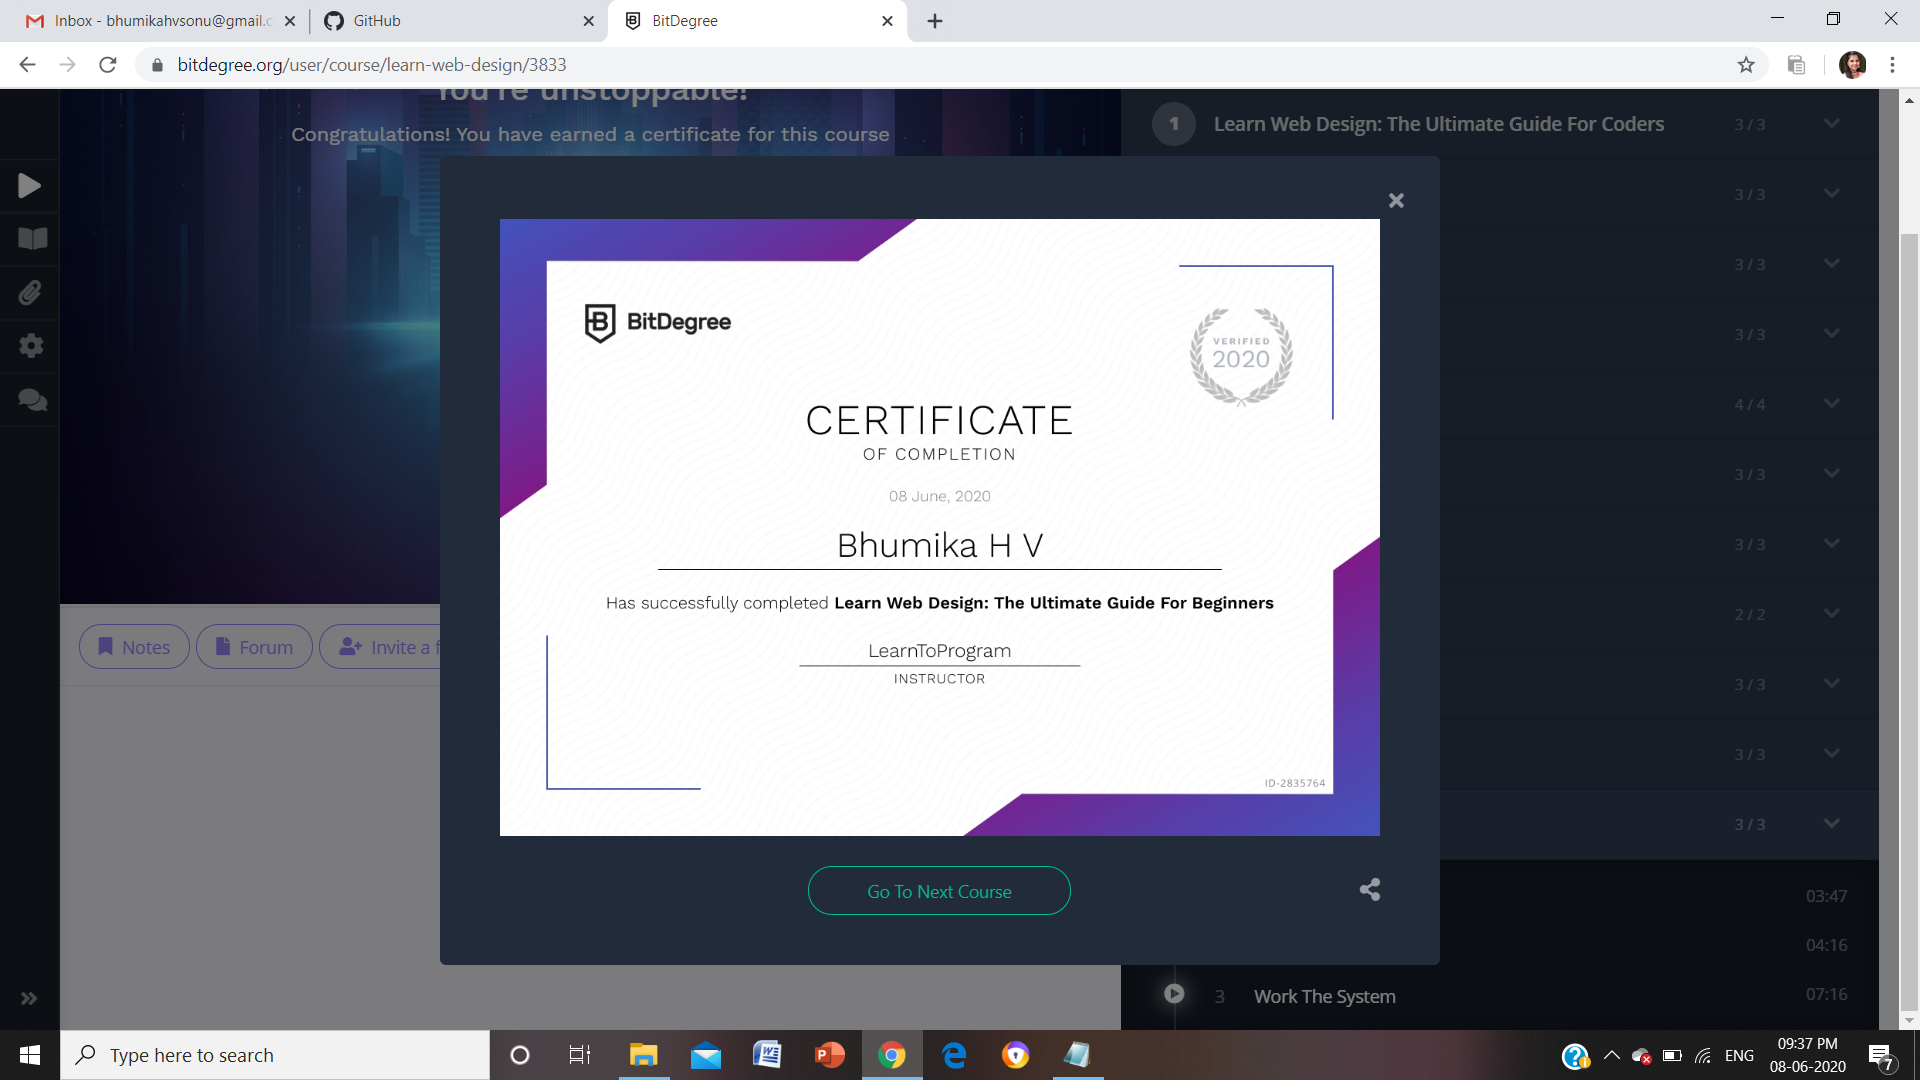 Inbox - bhumikahvsonu@gmail.c
GitHub
BitDegree
bitdegree.org/user/course/learn-web-design/3833
You're unstoppable!
Congratulations! You have earned a certificate for this course
1 Learn Web Design: The Ultimate Guide For Coders 3 / 3
3 / 3
3 / 3
3 / 3
4 / 4
3 / 3
3 / 3
2 / 2
3 / 3
3 / 3
3 / 3
BitDegree
VERIFIED
2020
CERTIFICATE
OF COMPLETION
08 June, 2020
Bhumika H V
Has successfully completed Learn Web Design: The Ultimate Guide For Beginners
LearnToProgram
INSTRUCTOR
ID-2835764
Notes
Forum
Invite a f
Go To Next Course
03:47
04:16
3 Work The System 07:16
Type here to search
ENG
09:37 PM
08-06-2020
7